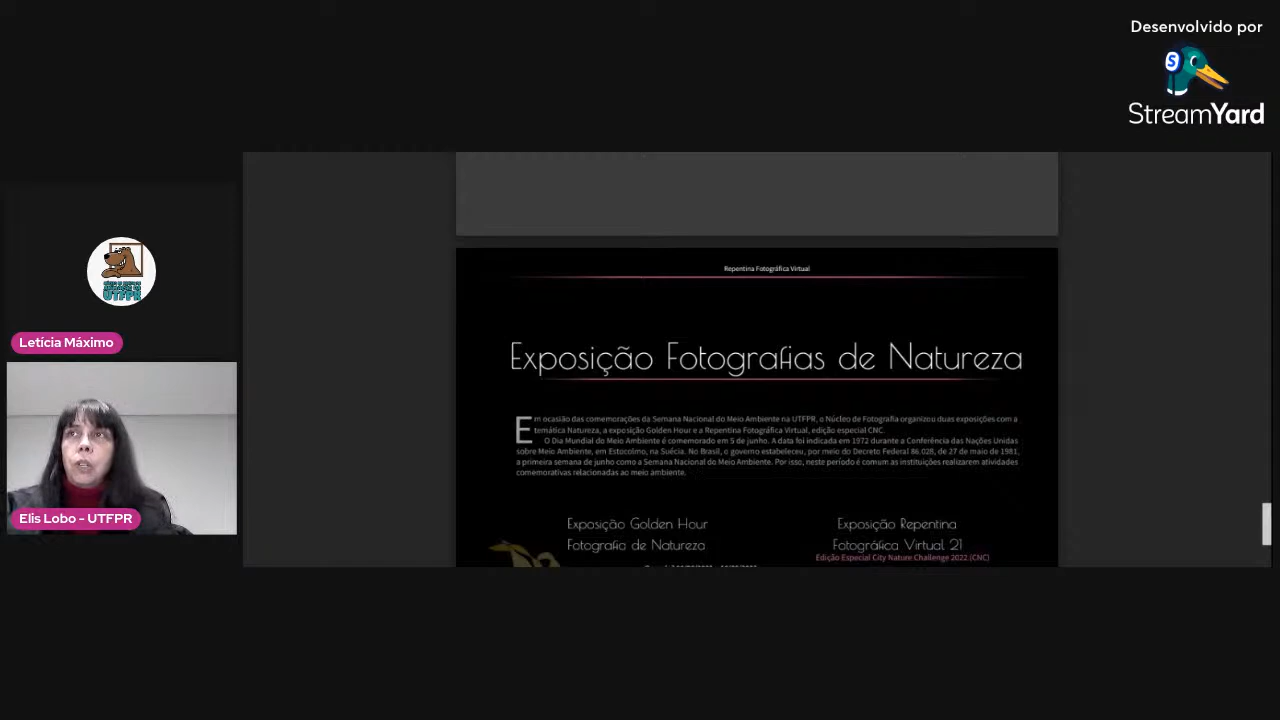 Desenvolvido por
StreamYard
UTFPR
Letícia Máximo
Elis Lobo - UTFPR
Repentina Fotográfica Virtual
Exposição Fotografias de Natureza
Em ocasião das comemorações da Semana Nacional do Meio Ambiente na UTFPR, o Núcleo de Fotografia organizou duas exposições com a
temática Natureza, a exposição Golden Hour e a Repentina Fotográfica Virtual, edição especial CNC.
O Dia Mundial do Meio Ambiente é comemorado em 5 de junho. A data foi indicada em 1972 durante a Conferência das Nações Unidas
sobre Meio Ambiente, em Estocolmo, na Suécia. No Brasil, o governo estabeleceu, por meio do Decreto Federal 86.028, de 27 de maio de 1981,
a primeira semana de junho como a Semana Nacional do Meio Ambiente. Por isso, neste período é comum as instituições realizarem atividades
comemorativas relacionadas ao meio ambiente.
Exposição Golden Hour
Fotografia de Natureza
Exposição Repentina
Fotográfica Virtual 21
Edição Especial City Nature Challenge 2022 (CNC)